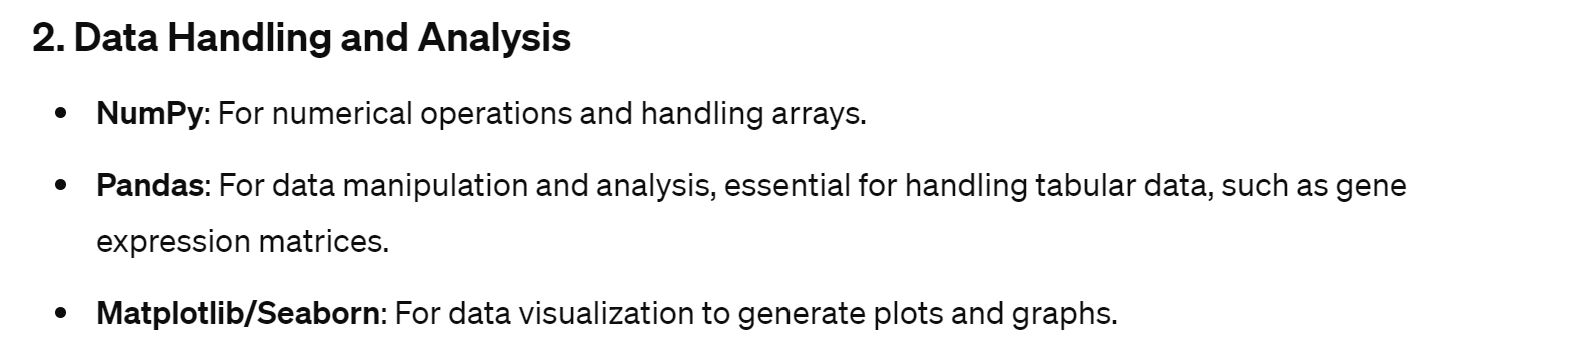 2. Data Handling and Analysis
• NumPy: For numerical operations and handling arrays.
• Pandas: For data manipulation and analysis, essential for handling tabular data, such as gene
expression matrices.
• Matplotlib/Seaborn: For data visualization to generate plots and graphs.